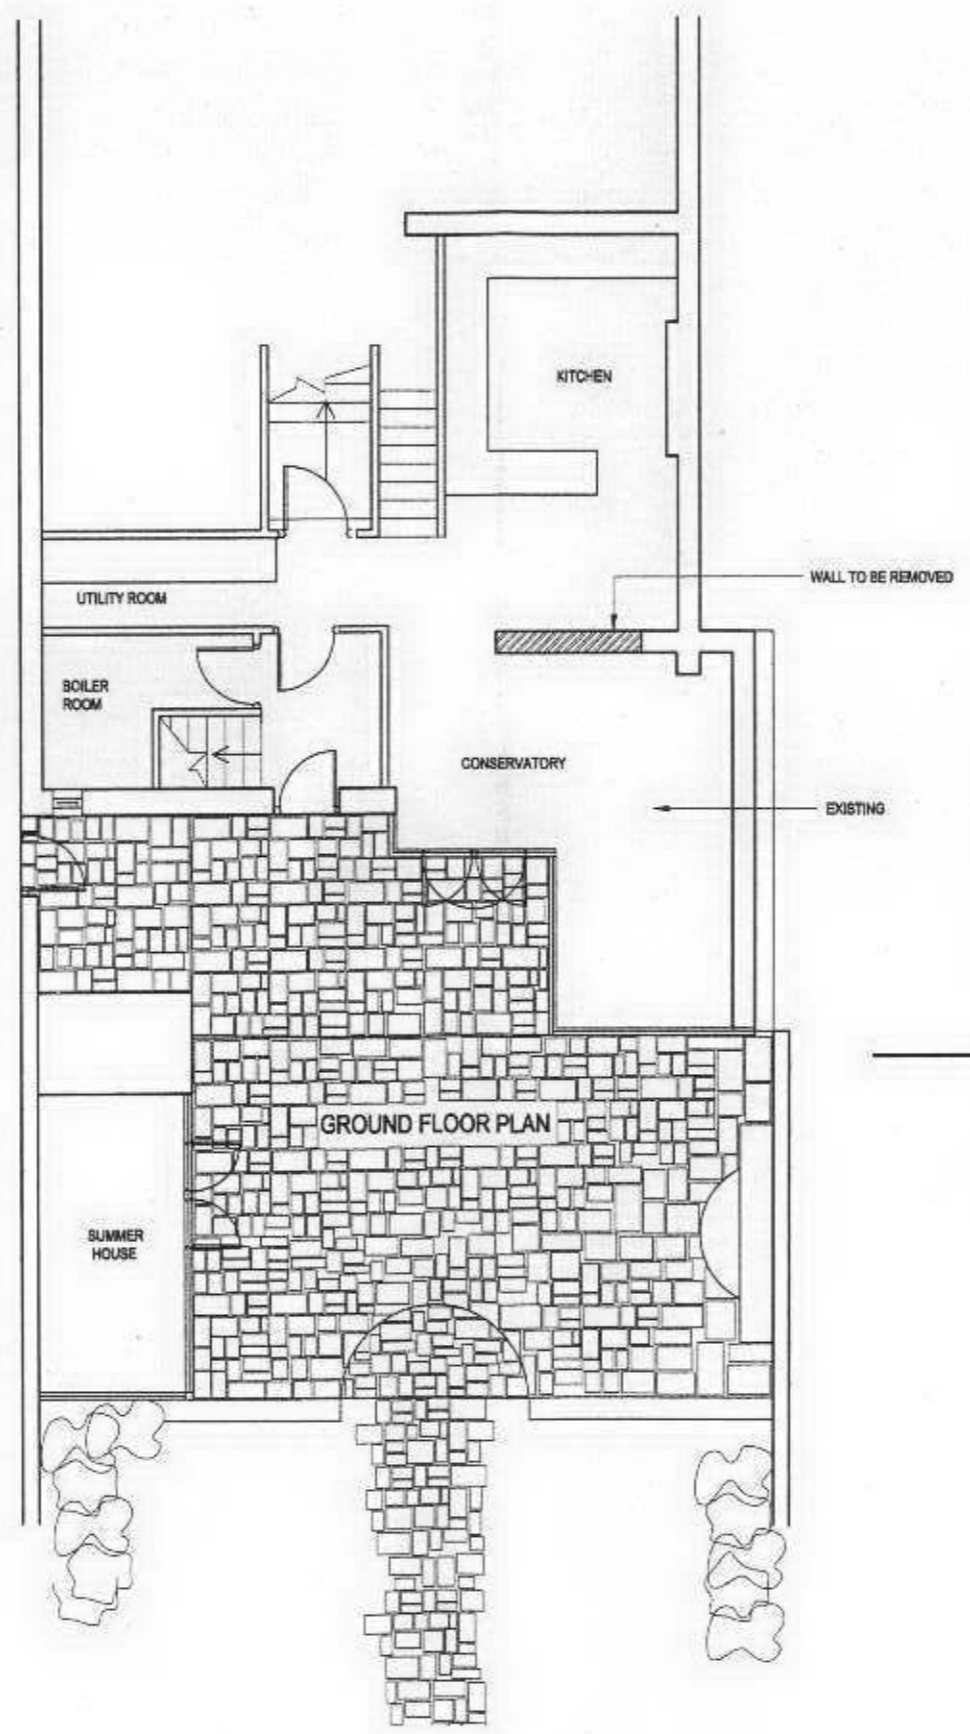 KITCHEN
WALL TO BE REMOVED
UTILITY ROOM
BOILER
ROOM
CONSERVATORY
EXISTING
GROUND FLOOR PLAN
SUMMER
HOUSE